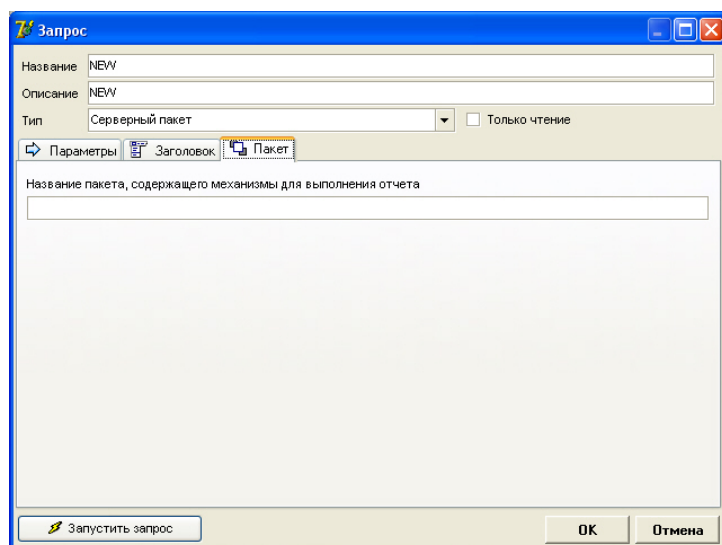 Запрос
Название NEW
Описание NEW
Тип Серверный пакет Только чтение
Параметры Заголовок Пакет
Название пакета, содержащего механизмы для выполнения отчета
Запустить запрос OK Отмена